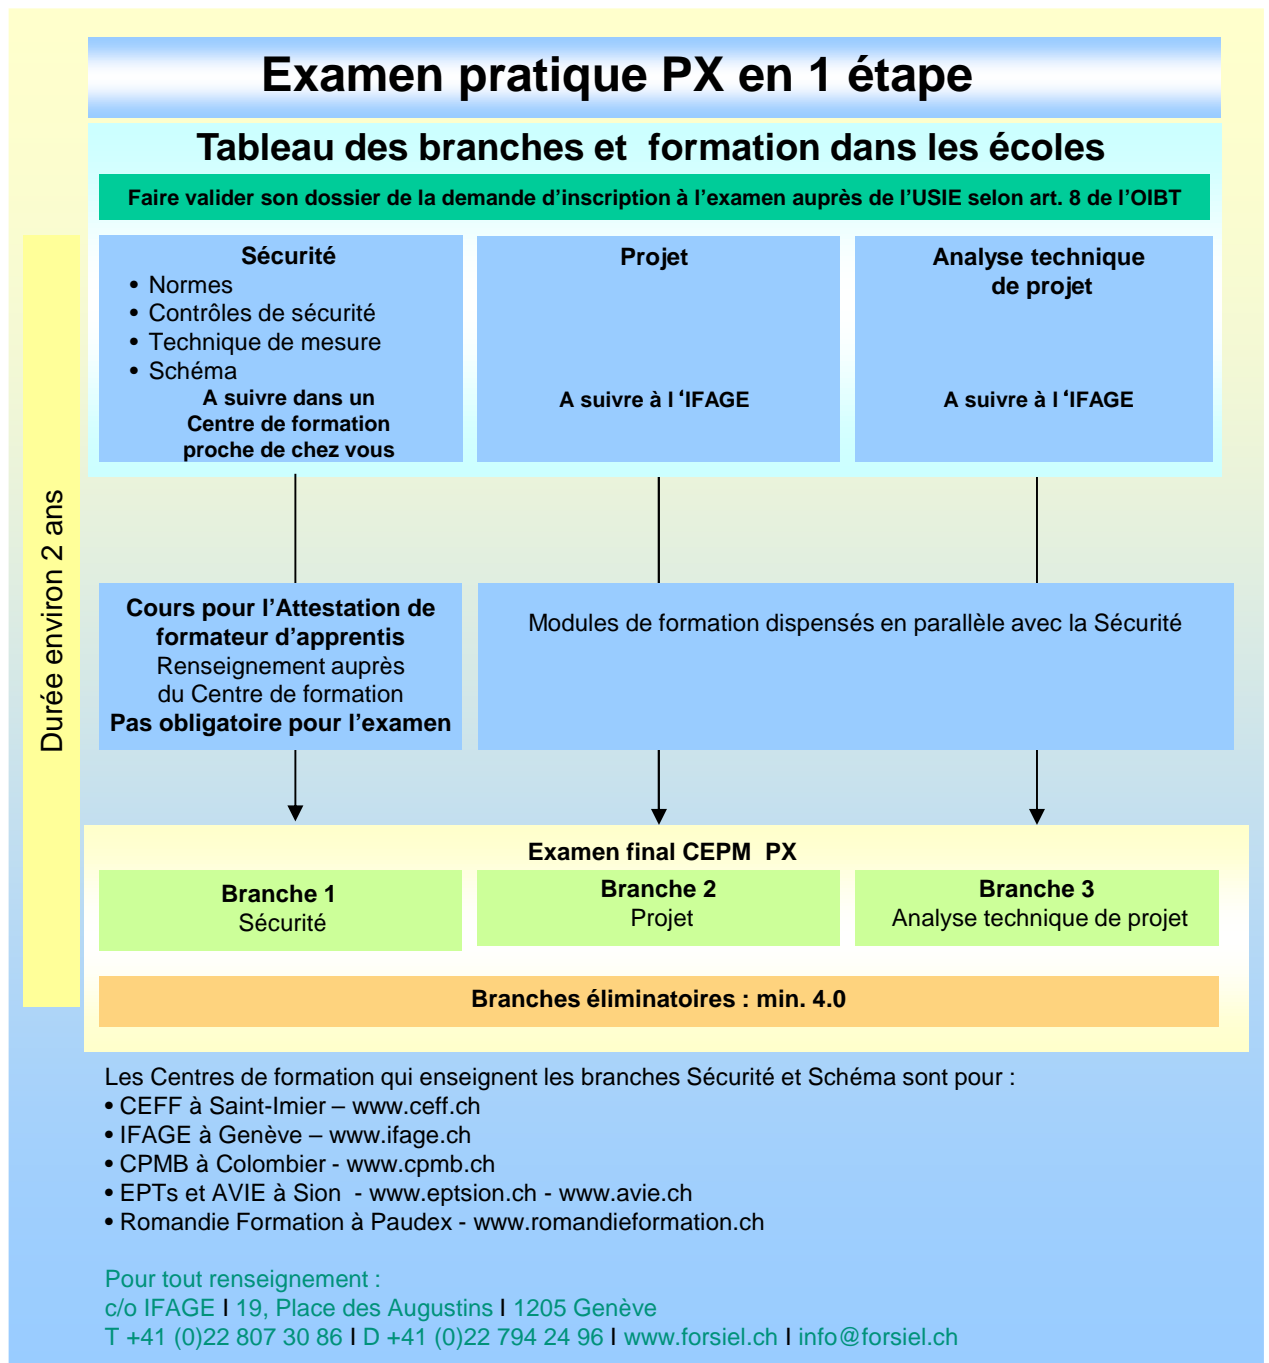 Examen pratique PX en 1 étape
Tableau des branches et formation dans les écoles
Faire valider son dossier de la demande d'inscription à l'examen auprès de l'USIE selon art. 8 de l'OIBT
Durée environ 2 ans
Sécurité
• Normes
• Contrôles de sécurité
• Technique de mesure
• Schéma
A suivre dans un
Centre de formation
proche de chez vous
Projet
A suivre à l 'IFAGE
Analyse technique
de projet
A suivre à l 'IFAGE
Cours pour l'Attestation de
formateur d'apprentis
Renseignement auprès
du Centre de formation
Pas obligatoire pour l'examen
Modules de formation dispensés en parallèle avec la Sécurité
Examen final CEPM PX
Branche 1
Sécurité
Branche 2
Projet
Branche 3
Analyse technique de projet
Branches éliminatoires : min. 4.0
Les Centres de formation qui enseignent les branches Sécurité et Schéma sont pour :
• CEFF à Saint-Imier – www.ceff.ch
• IFAGE à Genève – www.ifage.ch
• CPMB à Colombier - www.cpmb.ch
• EPTs et AVIE à Sion - www.eptsion.ch - www.avie.ch
• Romandie Formation à Paudex - www.romandieformation.ch
Pour tout renseignement :
c/o IFAGE I 19, Place des Augustins I 1205 Genève
T +41 (0)22 807 30 86 I D +41 (0)22 794 24 96 I www.forsiel.ch I info@forsiel.ch